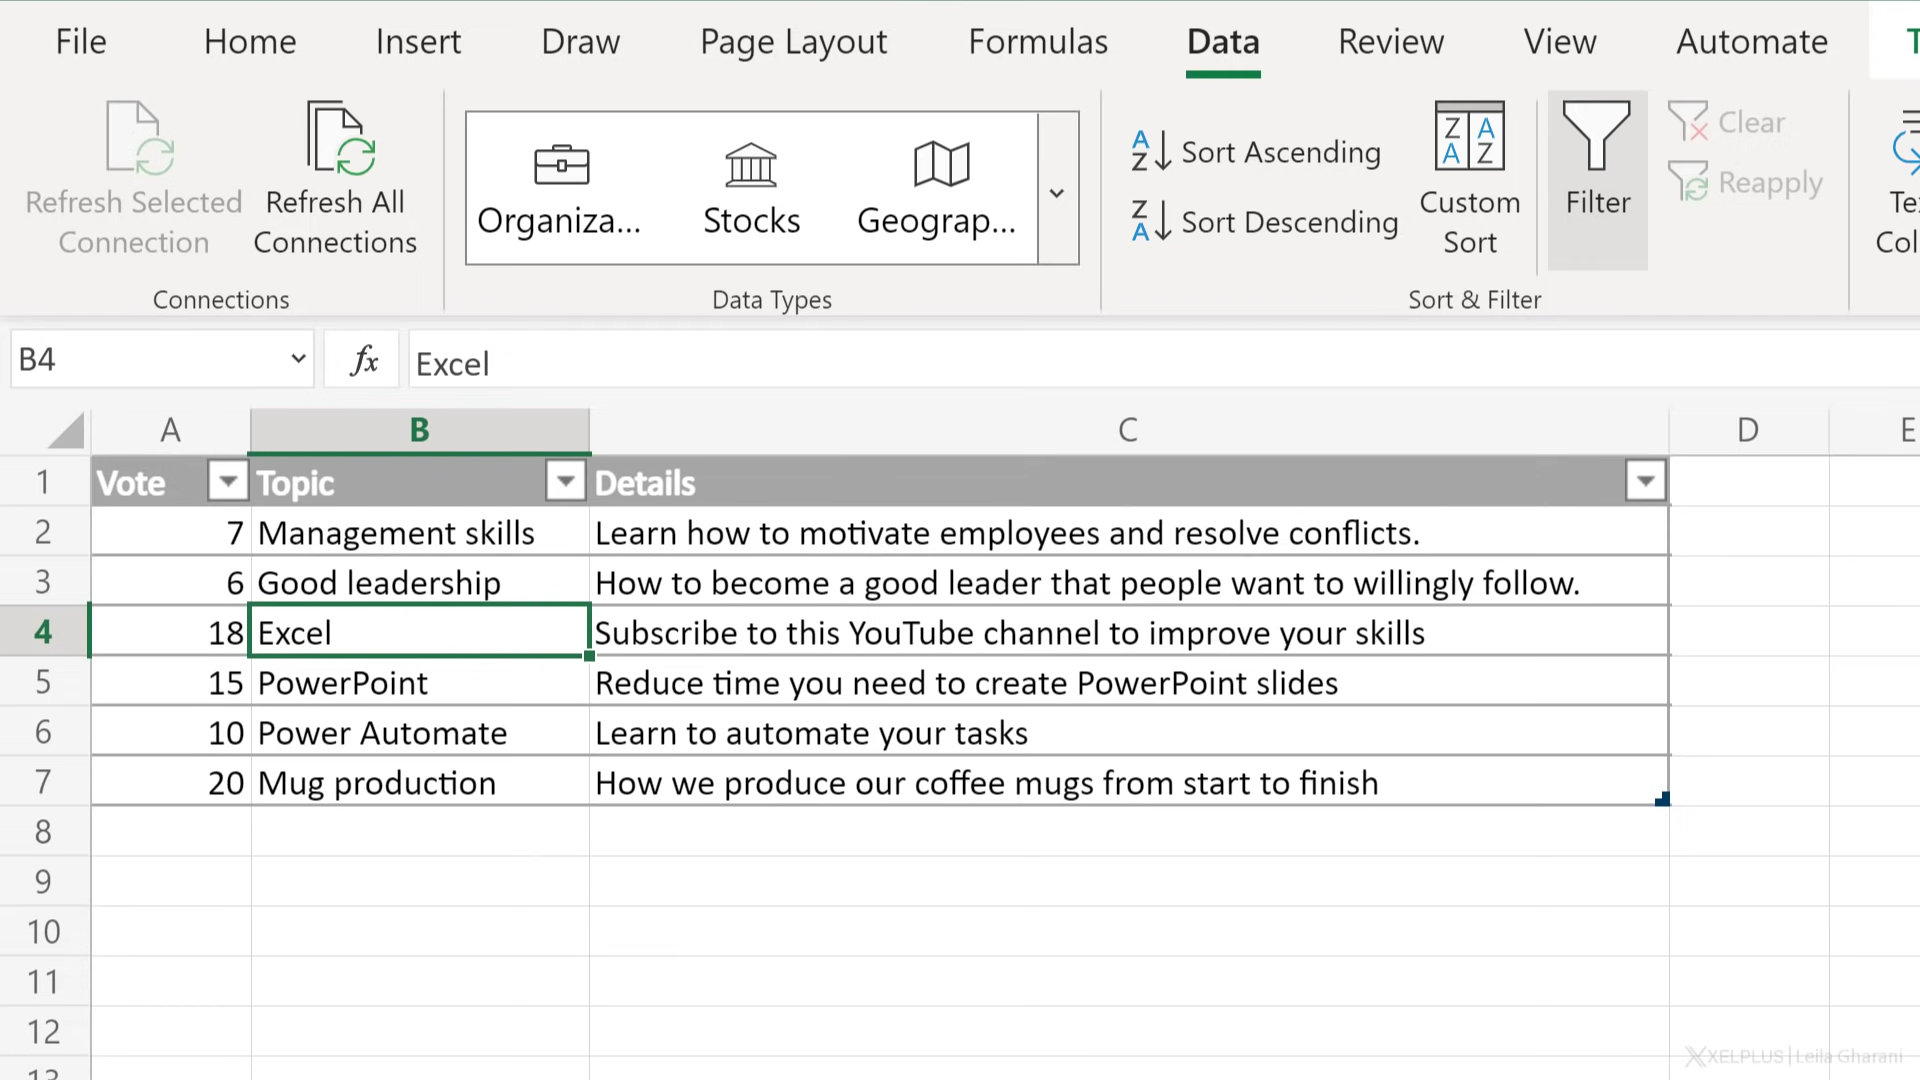 File Home Insert Draw Page Layout Formulas Data Review View Automate
Refresh Selected Connection
Refresh All Connections
Connections
Organiza... Stocks Geograp...
Data Types
Sort Ascending
Sort Descending
Custom Sort
Filter
Clear
Reapply
Sort & Filter
B4 fx Excel
A B C D E
1 Vote Topic Details
2 7 Management skills Learn how to motivate employees and resolve conflicts.
3 6 Good leadership How to become a good leader that people want to willingly follow.
4 18 Excel Subscribe to this YouTube channel to improve your skills
5 15 PowerPoint Reduce time you need to create PowerPoint slides
6 10 Power Automate Learn to automate your tasks
7 20 Mug production How we produce our coffee mugs from start to finish
8
9
10
11
12
XELPLUS | Leila Gharani